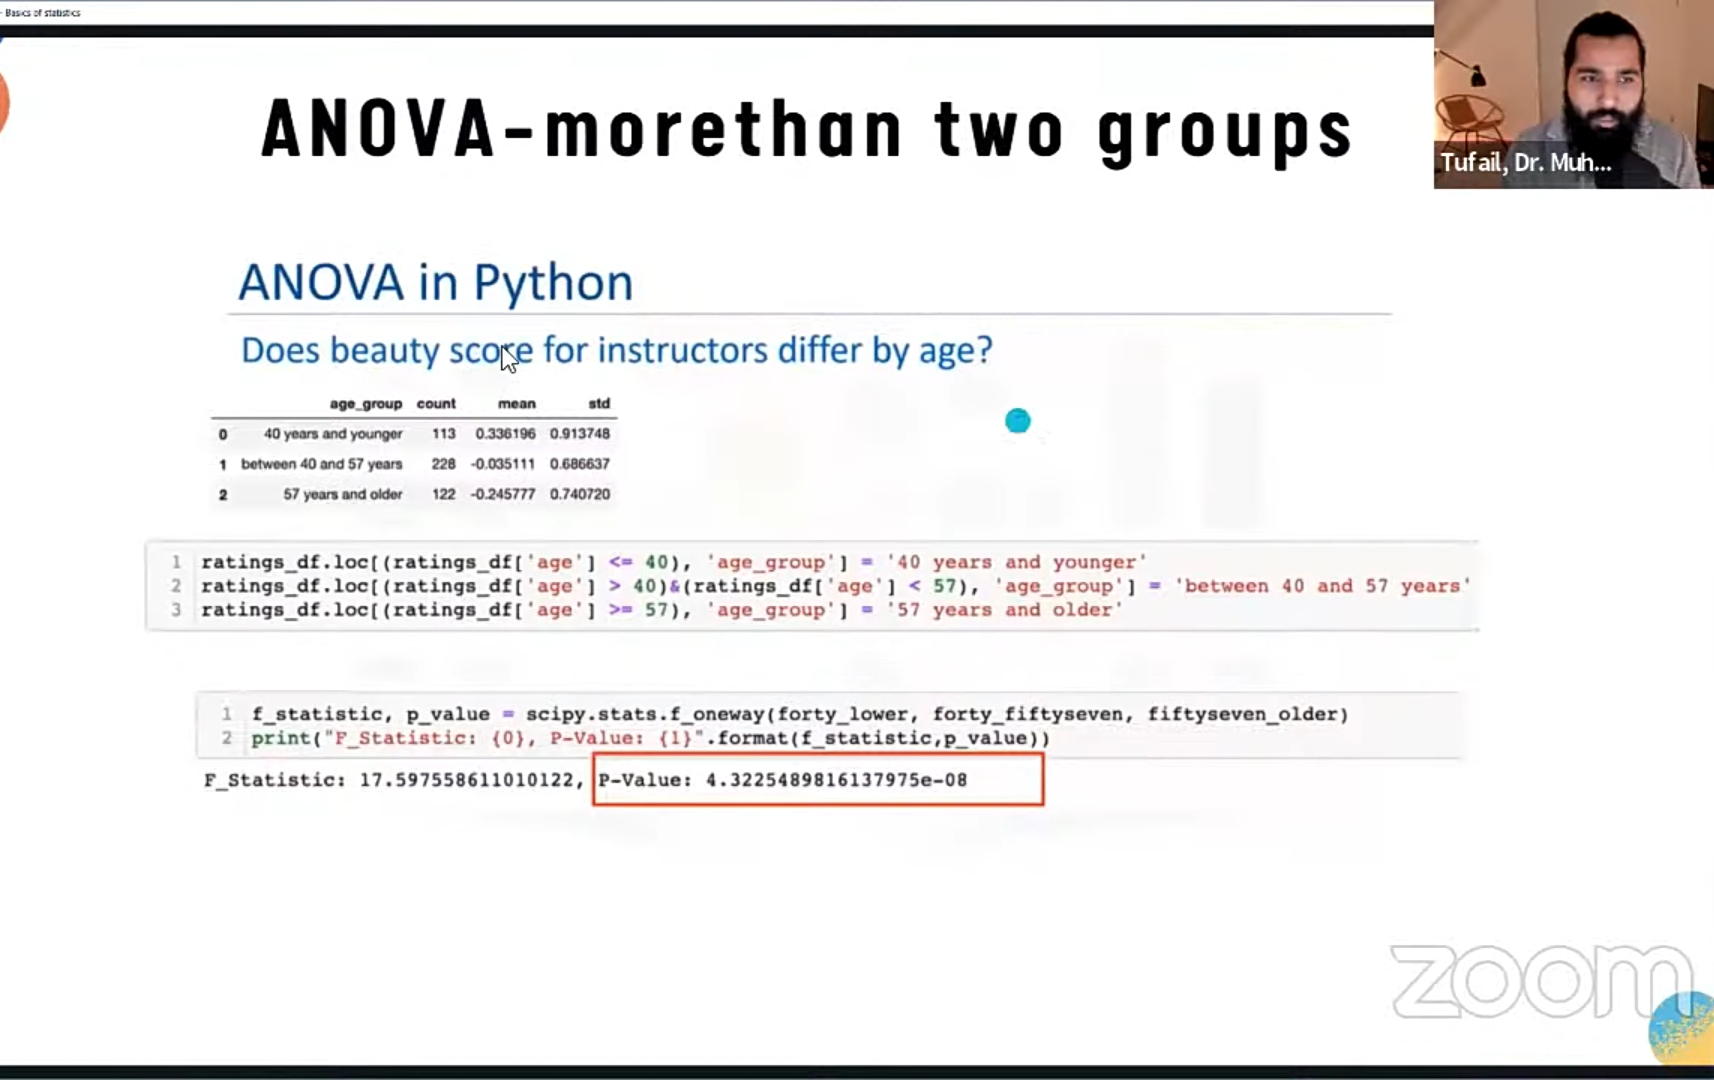 - Basics of statistics
ANOVA-morethan two groups
Tufail, Dr. Muh...
ANOVA in Python
Does beauty score for instructors differ by age?
age_group count mean std
0 40 years and younger 113 0.336196 0.913748
1 between 40 and 57 years 228 -0.035111 0.686637
2 57 years and older 122 -0.245777 0.740720
1 ratings_df.loc[(ratings_df['age'] <= 40), 'age_group'] = '40 years and younger'
2 ratings_df.loc[(ratings_df['age'] > 40)&(ratings_df['age'] < 57), 'age_group'] = 'between 40 and 57 years'
3 ratings_df.loc[(ratings_df['age'] >= 57), 'age_group'] = '57 years and older'
1 f_statistic, p_value = scipy.stats.f_oneway(forty_lower, forty_fiftyseven, fiftyseven_older)
2 print("F_Statistic: {0}, P-Value: {1}".format(f_statistic,p_value))
F_Statistic: 17.597558611010122, P-Value: 4.3225489816137975e-08
zoom